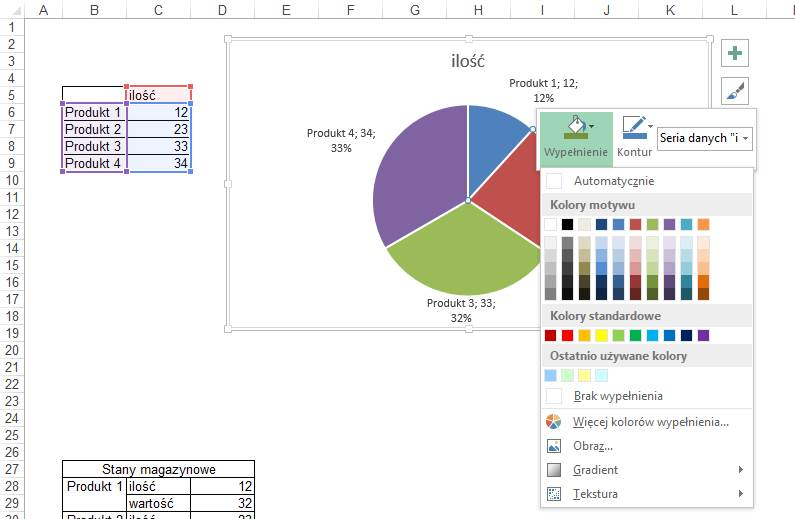 A B C D E F G H I J K L
1
2
3
4
5
6
7
8
9
10
11
12
13
14
15
16
17
18
19
20
21
22
23
24
25
26
27
28
29
ilość
Produkt 1 12
Produkt 2 23
Produkt 3 33
Produkt 4 34
ilość
Produkt 1; 12;
12%
Produkt 4; 34;
33%
Produkt 3; 33;
32%
Wypełnienie
Kontur
Seria danych "i
Automatycznie
Kolory motywu
Kolory standardowe
Ostatnio używane kolory
Brak wypełnienia
Więcej kolorów wypełnienia...
Obraz...
Gradient
Tekstura
Stany magazynowe
Produkt 1 ilość 12
wartość 32